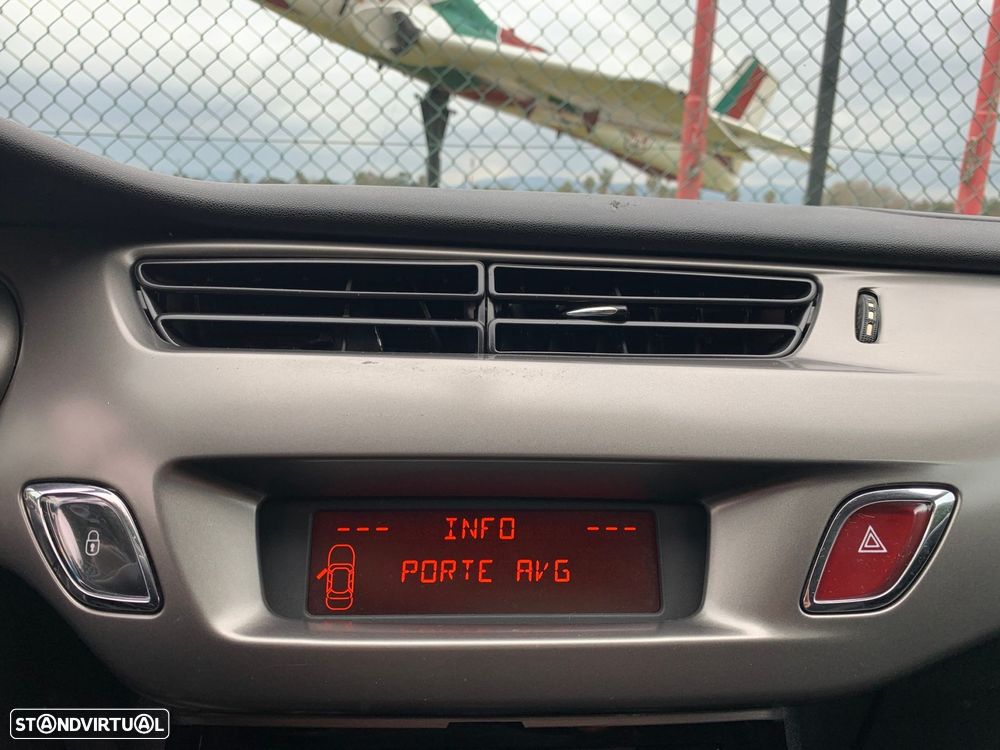 --- INFO ---
PORTE AVG
STANDVIRTUAL